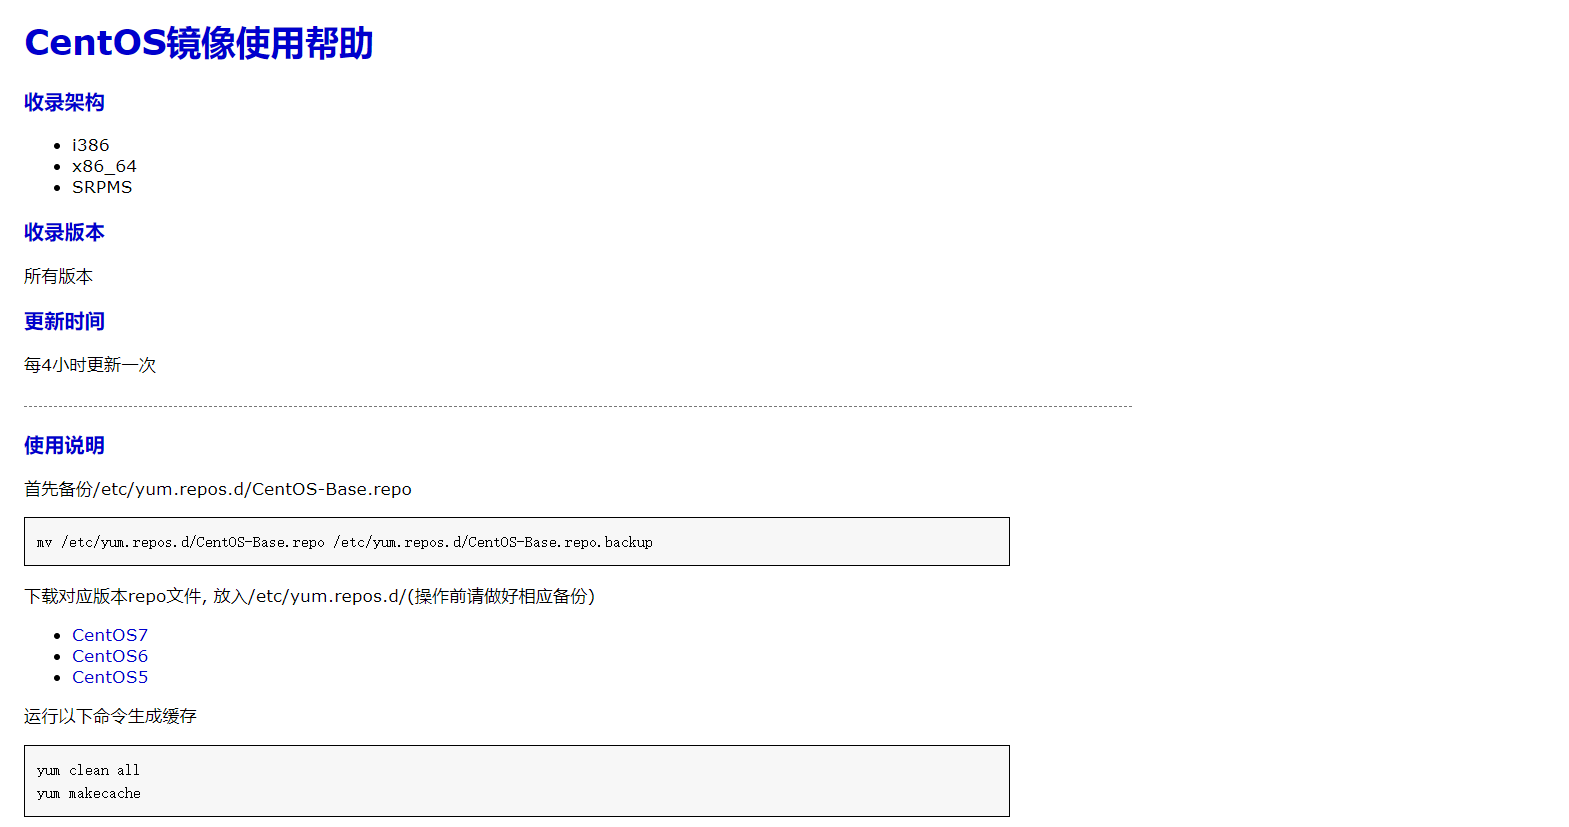 CentOS镜像使用帮助
收录架构
i386
x86_64
SRPMS
收录版本
所有版本
更新时间
每4小时更新一次
使用说明
首先备份/etc/yum.repos.d/CentOS-Base.repo
mv /etc/yum.repos.d/CentOS-Base.repo /etc/yum.repos.d/CentOS-Base.repo.backup
下载对应版本repo文件, 放入/etc/yum.repos.d/(操作前请做好相应备份)
CentOS7
CentOS6
CentOS5
运行以下命令生成缓存
yum clean all
yum makecache